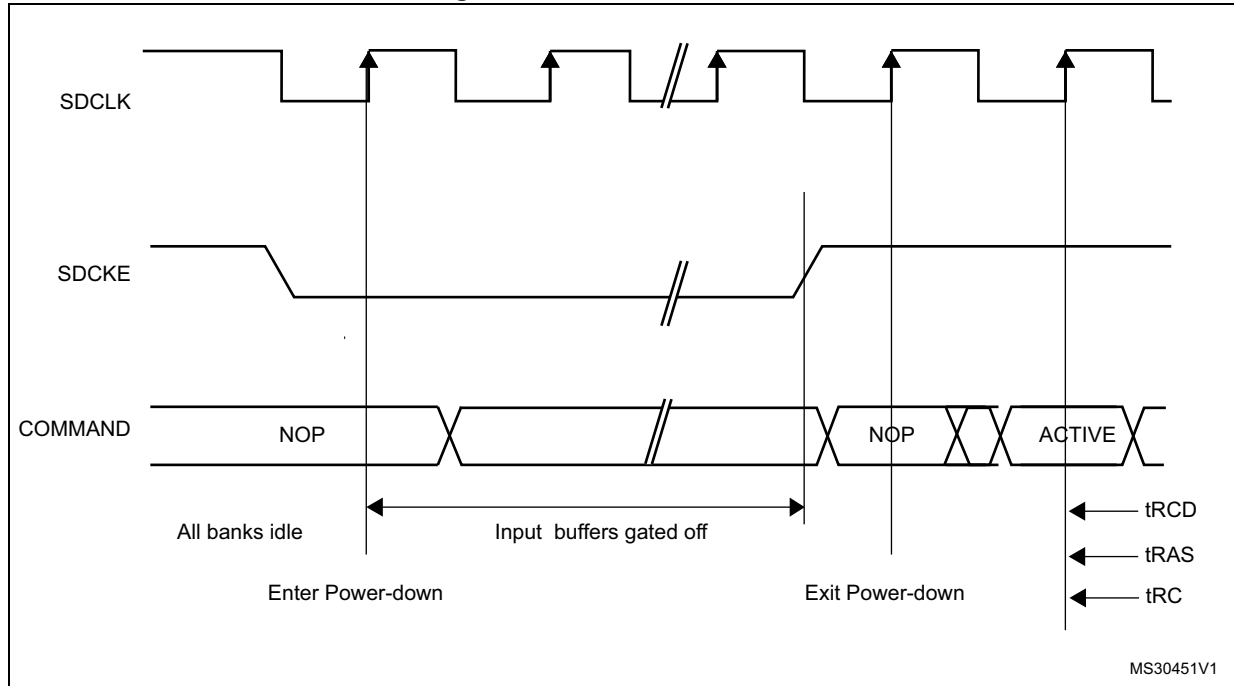 SDCLK
SDCKE
COMMAND
NOP
NOP
ACTIVE
All banks idle
Input buffers gated off
tRCD
tRAS
Enter Power-down
Exit Power-down
tRC
MS30451V1